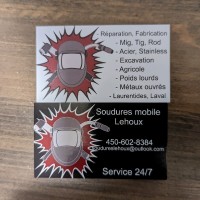 Réparation, Fabrication
- Mig, Tig, Rod
- Acier, Stainless
- Excavation
- Agricole
- Poids lourds
- Métaux ouvrés
- Laurentides, Laval
Soudures mobile
Lehoux
450-602-8384
Service 24/7